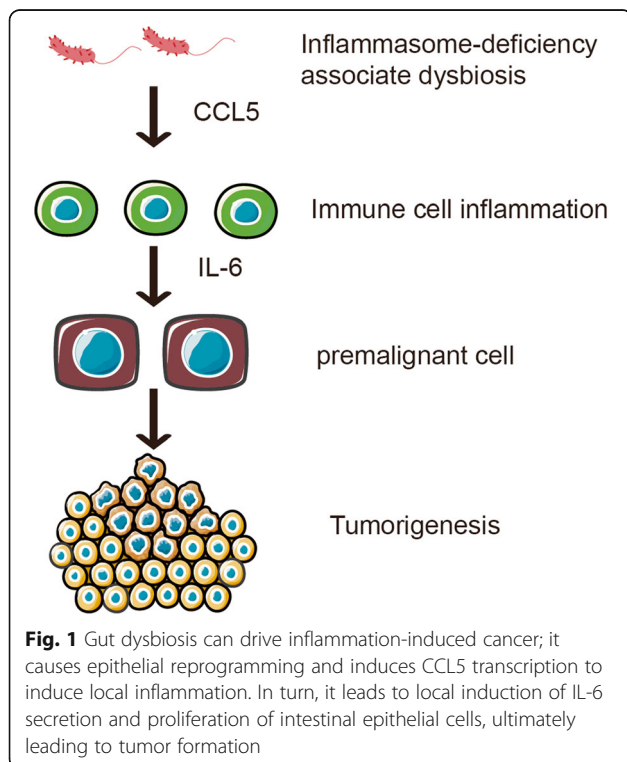 Inflammasome-deficiency
associate dysbiosis
CCL5
Immune cell inflammation
IL-6
premalignant cell
Tumorigenesis
Fig. 1 Gut dysbiosis can drive inflammation-induced cancer; it
causes epithelial reprogramming and induces CCL5 transcription to
induce local inflammation. In turn, it leads to local induction of IL-6
secretion and proliferation of intestinal epithelial cells, ultimately
leading to tumor formation